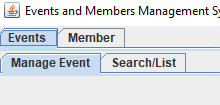 Events and Members Management Sy
Events Member
Manage Event Search/List